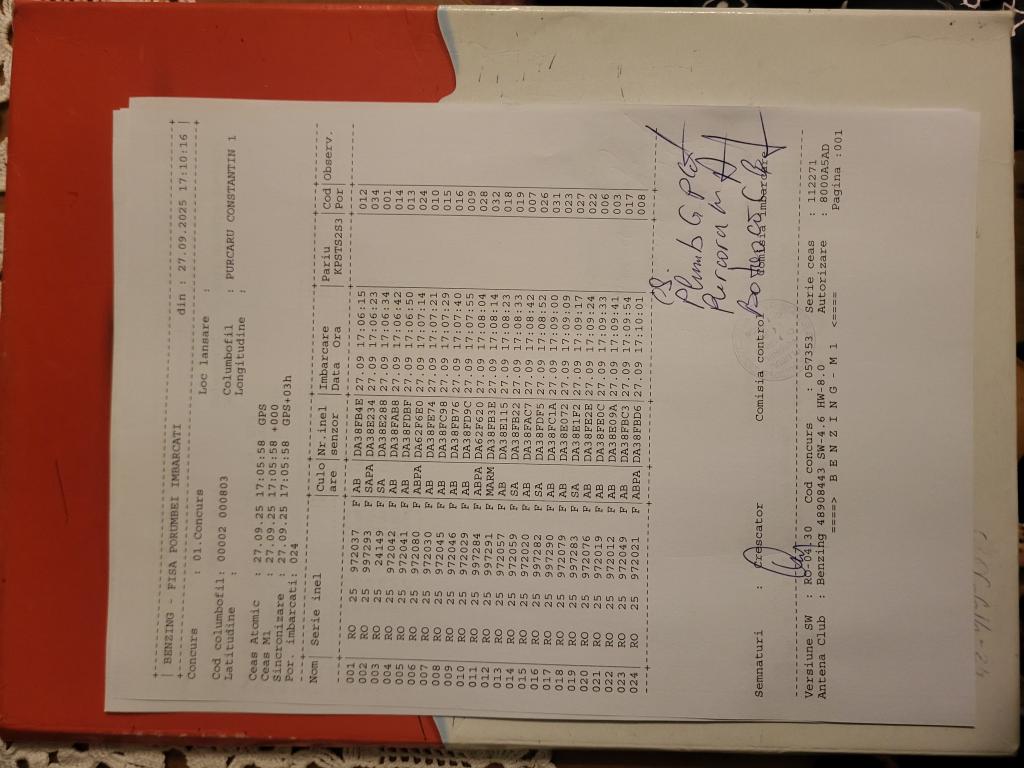 BENZING - FISA PORUMBEI IMBARCATI din : 27.09.2025 17:10:16
Concurs : 01.Concurs Loc lansare :
Cod columbofil: 00002 000803 Columbofil : PURCARU CONSTANTIN 1
Latitudine : Longitudine :
Ceas Atomic : 27.09.25 17:05:58 GPS
Ceas M1 : 27.09.25 17:05:58 +000
Sincronizare : 27.09.25 17:05:58 GPS+03h
Por. imbarcati: 024
Nom Serie inel Culo Nr.inel Imbarcare Pariu Cod Observ.
are senzor Data Ora KPSTS2S3 Por
001 RO 25 972037 F AB DA38FB4E 27.09 17:06:15 012
002 RO 25 997293 F SAPA DA38E234 27.09 17:06:23 034
003 RO 25 24149 F SA DA38E288 27.09 17:06:34 001
004 RO 25 972042 F AB DA38FAB8 27.09 17:06:42 014
005 RO 25 972041 F AB DA38FDBF 27.09 17:06:50 013
006 RO 25 972080 F ABPA DA62F6E0 27.09 17:07:14 024
007 RO 25 972030 F AB DA38FE74 27.09 17:07:21 010
008 RO 25 972045 F AB DA38FC98 27.09 17:07:29 015
009 RO 25 972046 F AB DA38FB76 27.09 17:07:40 016
010 RO 25 972029 F AB DA38FD9C 27.09 17:07:55 009
011 RO 25 997284 F ABPA DA62F620 27.09 17:08:04 028
012 RO 25 997291 F MARM DA38FB3E 27.09 17:08:14 032
013 RO 25 972057 F AB DA38E115 27.09 17:08:23 018
014 RO 25 972059 F SA DA38FB22 27.09 17:08:33 019
015 RO 25 972020 F AB DA38FAC7 27.09 17:08:42 007
016 RO 25 997282 F SA DA38FDF5 27.09 17:08:52 026
017 RO 25 997290 F AB DA38FC1A 27.09 17:09:00 031
018 RO 25 972079 F AB DA38E072 27.09 17:09:09 023
019 RO 25 997283 F SA DA38E1F2 27.09 17:09:17 027
020 RO 25 972076 F AB DA38FE2E 27.09 17:09:24 022
021 RO 25 972019 F AB DA38FE0C 27.09 17:09:33 006
022 RO 25 972012 F AB DA38E09A 27.09 17:09:41 003
023 RO 25 972049 F AB DA38FBC3 27.09 17:09:54 017
024 RO 25 972021 F ABPA DA38FBD6 27.09 17:10:01 008
Plumb G
Semnaturi : Crescator Comisia control Comisia imbarcare
Versiune SW : RO-04130 Cod concurs : 057353 Serie ceas : 112271
Antena Club : Benzing 48908443 SW-4.6 HW-8.0 Autorizare : 8000A5AD
====> B E N Z I N G - M 1 <==== Pagina :001